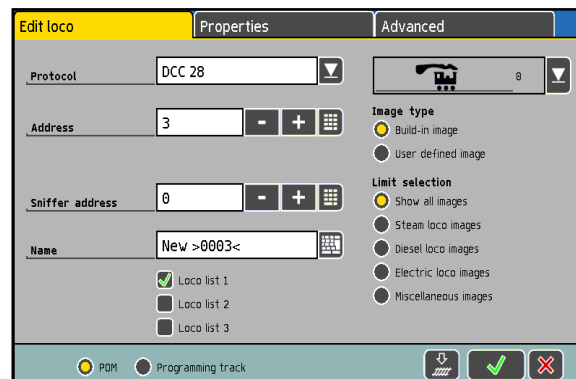 Edit loco
Properties
Advanced
Protocol
DCC 28
Address
3
- +
Sniffer address
0
- +
Name
New >0003<
Loco list 1
Loco list 2
Loco list 3
0
Image type
Build-in image
User defined image
Limit selection
Show all images
Steam loco images
Diesel loco images
Electric loco images
Miscellaneous images
POM
Programming track